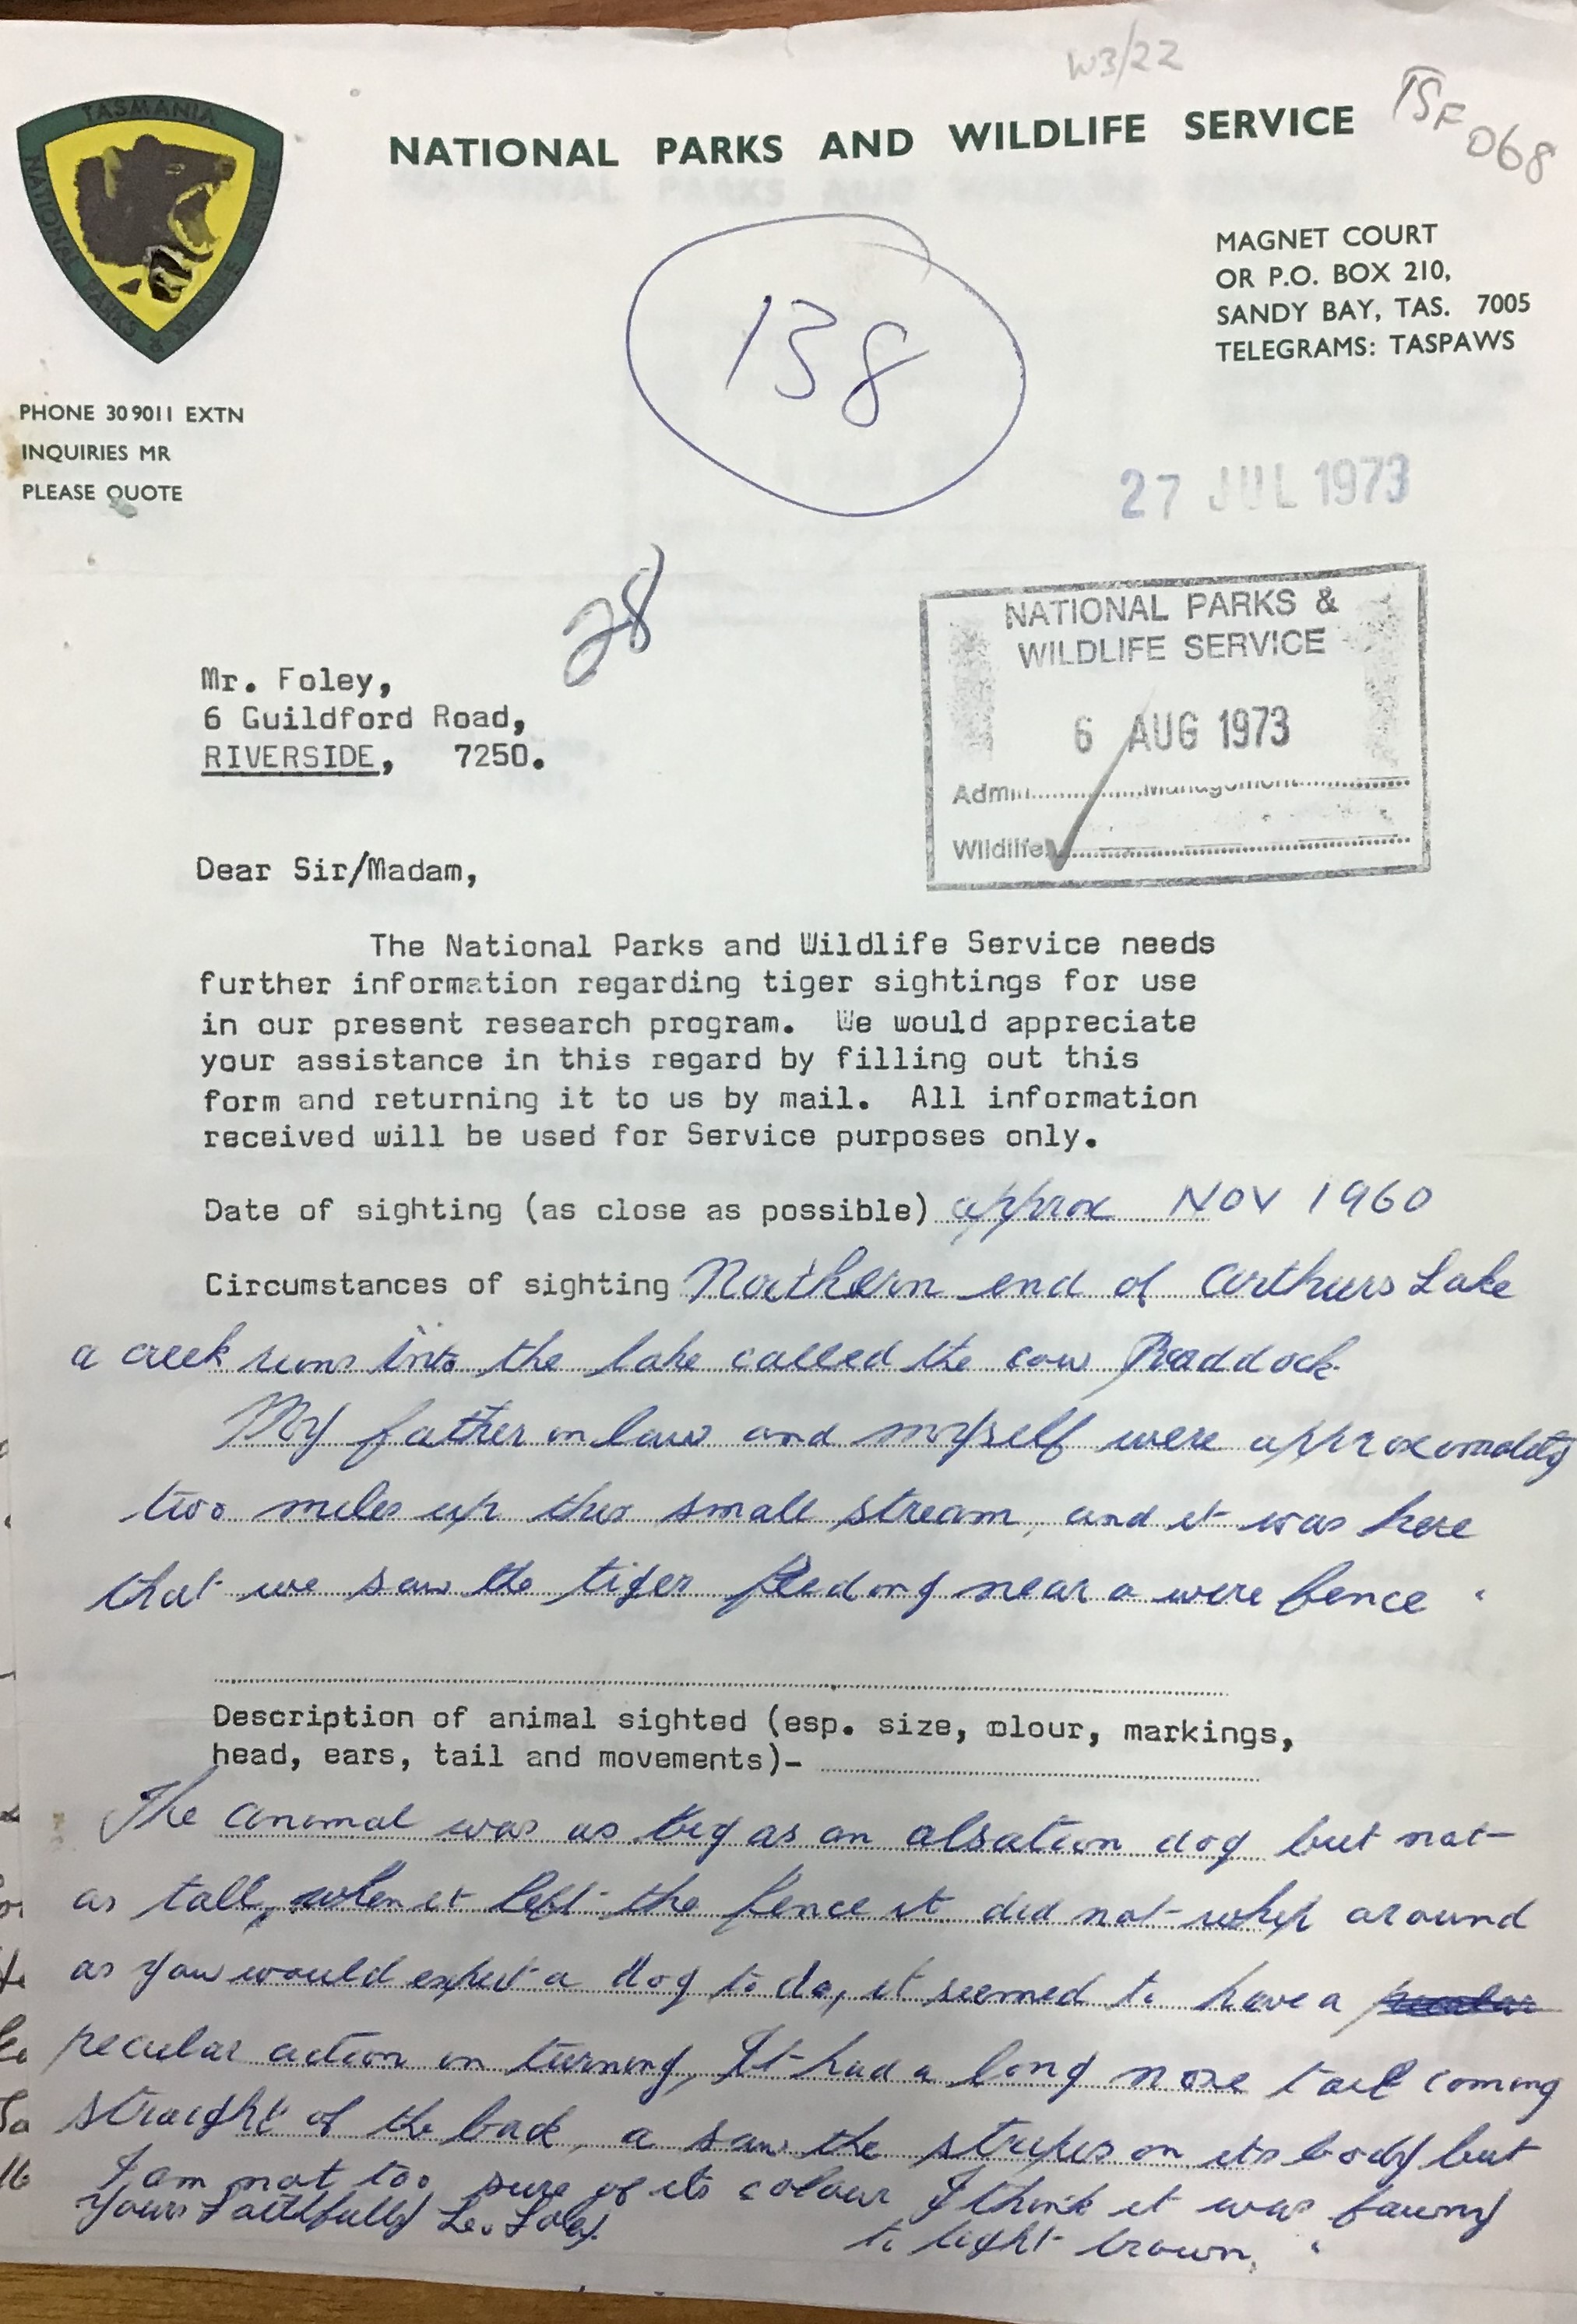 W3/22
TSF 068
TASMANIA
NATIONAL PARKS & WILDLIFE SERVICE
NATIONAL PARKS AND WILDLIFE SERVICE
MAGNET COURT
OR P.O. BOX 210,
SANDY BAY, TAS. 7005
TELEGRAMS: TASPAWS
138
PHONE 30 9011 EXTN
INQUIRIES MR
PLEASE QUOTE
27 JUL 1973
28
NATIONAL PARKS &
WILDLIFE SERVICE
6 AUG 1973
Admin. Management
Wildlife
Mr. Foley,
6 Guildford Road,
RIVERSIDE, 7250.
Dear Sir/Madam,
The National Parks and Wildlife Service needs
further information regarding tiger sightings for use
in our present research program. We would appreciate
your assistance in this regard by filling out this
form and returning it to us by mail. All information
received will be used for Service purposes only.
Date of sighting (as close as possible) approx NOV 1960
Circumstances of sighting Northern end of Arthurs Lake
a creek runs into the lake called the cow Paddock
My father in law and myself were approximately
two miles up this small stream, and it was here
that we saw the tiger feeding near a wire fence.
Description of animal sighted (esp. size, colour, markings,
head, ears, tail and movements)-
The animal was as big as an alsation dog but not
as tall, when it left the fence it did not whip around
as you would expect a dog to do, it seemed to have a
peculiar action in turning, It had a long nose tail coming
straight of the back, a saw the stripes on its body but
I am not too sure of its colour I think it was fawny
to light brown.
Yours Faithfully L. Foley